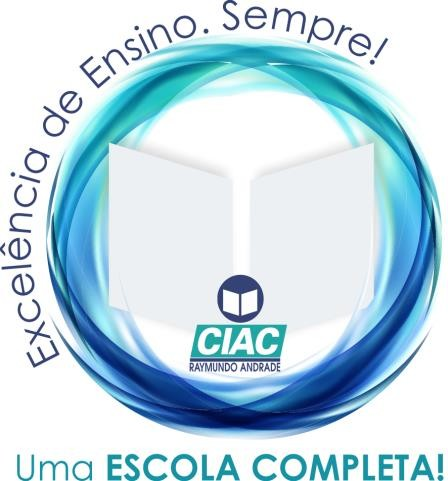 Excelência de Ensino. Sempre!
CIAC
RAYMUNDO ANDRADE
Uma ESCOLA COMPLETA!